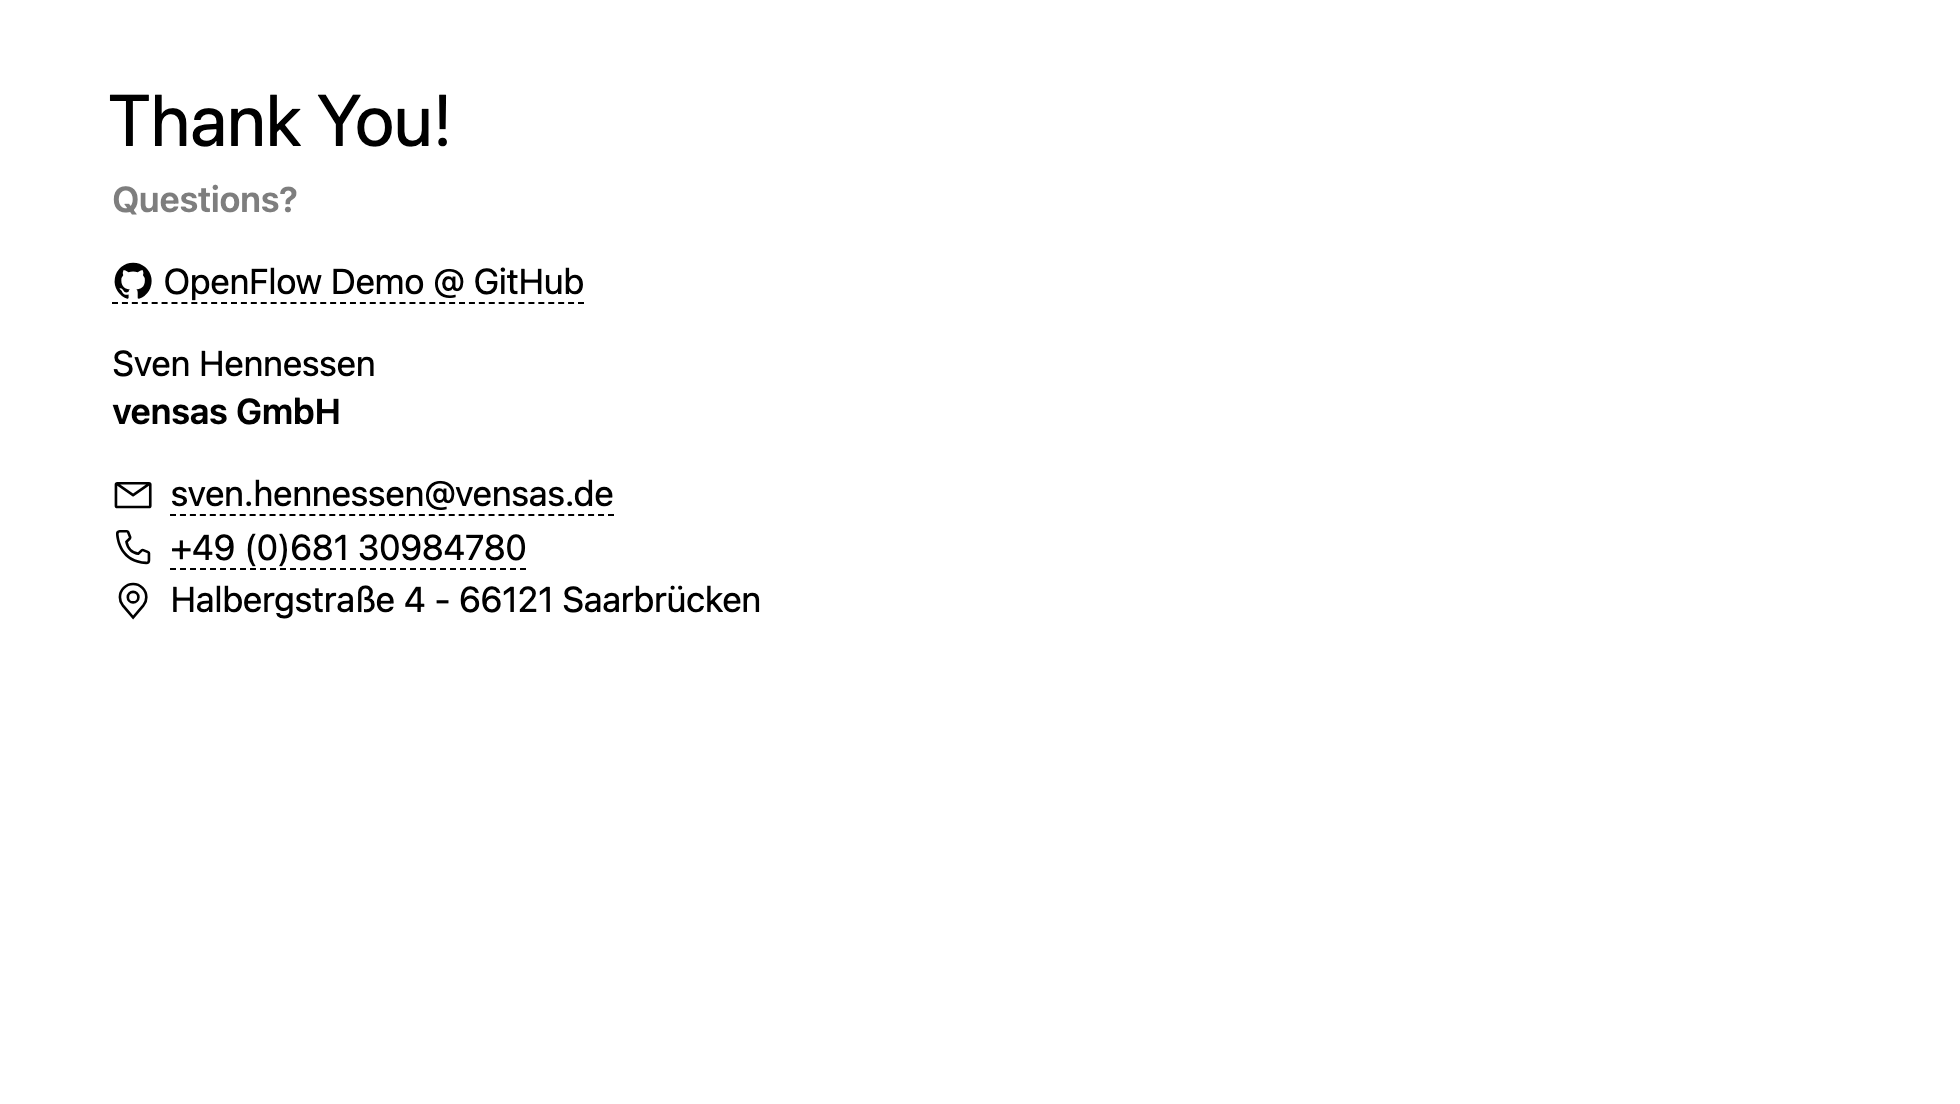 Thank You!
Questions?
OpenFlow Demo @ GitHub
Sven Hennessen
vensas GmbH
sven.hennessen@vensas.de
+49 (0)681 30984780
Halbergstraße 4 - 66121 Saarbrücken